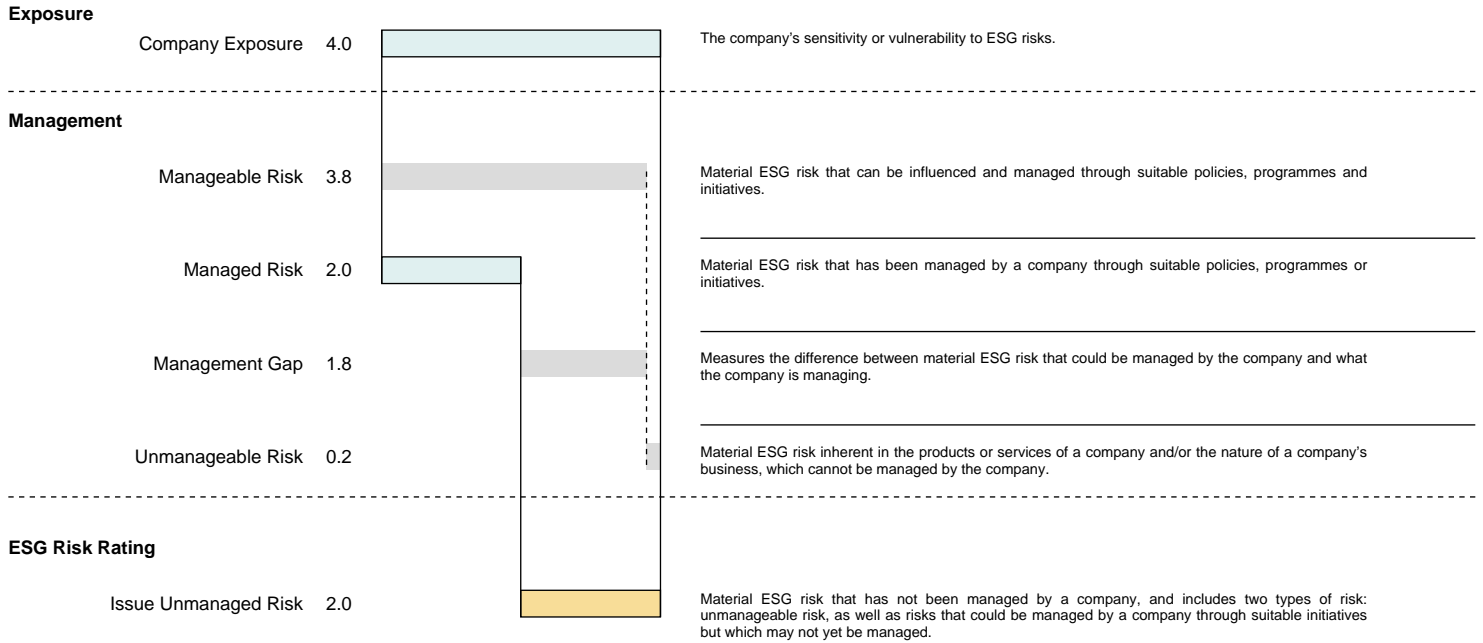 Exposure
Company Exposure 4.0
The company’s sensitivity or vulnerability to ESG risks.
Management
Manageable Risk 3.8
Material ESG risk that can be influenced and managed through suitable policies, programmes and
initiatives.
Managed Risk 2.0
Material ESG risk that has been managed by a company through suitable policies, programmes or
initiatives.
Management Gap 1.8
Measures the difference between material ESG risk that could be managed by the company and what
the company is managing.
Unmanageable Risk 0.2
Material ESG risk inherent in the products or services of a company and/or the nature of a company’s
business, which cannot be managed by the company.
ESG Risk Rating
Issue Unmanaged Risk 2.0
Material ESG risk that has not been managed by a company, and includes two types of risk:
unmanageable risk, as well as risks that could be managed by a company through suitable initiatives
but which may not yet be managed.